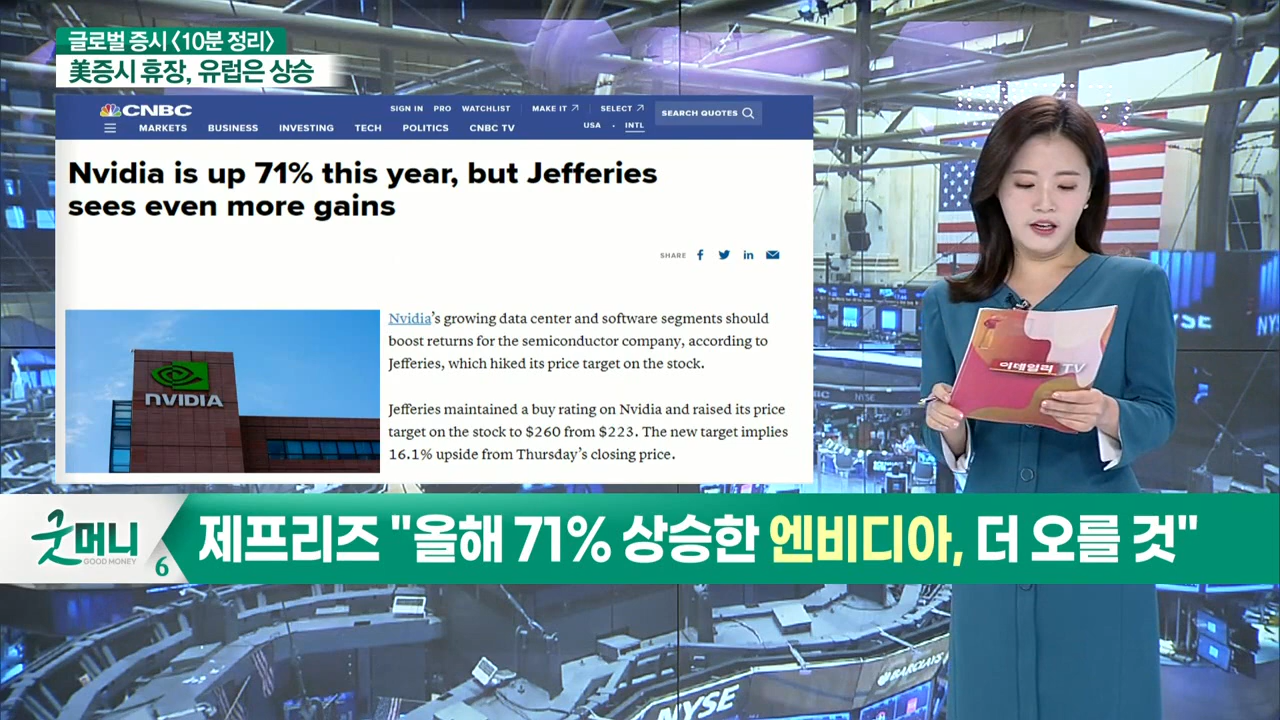 글로벌 증시 <10분 정리>
美증시 휴장, 유럽은 상승
CNBC
SIGN IN PRO WATCHLIST MAKE IT SELECT
SEARCH QUOTES
USA · INTL
MARKETS BUSINESS INVESTING TECH POLITICS CNBC TV
Nvidia is up 71% this year, but Jefferies
sees even more gains
SHARE
NVIDIA
Nvidia's growing data center and software segments should
boost returns for the semiconductor company, according to
Jefferies, which hiked its price target on the stock.
Jefferies maintained a buy rating on Nvidia and raised its price
target on the stock to $260 from $223. The new target implies
16.1% upside from Thursday's closing price.
이데일리 TV
굿머니
GOOD MONEY
6
제프리즈 "올해 71% 상승한 엔비디아, 더 오를 것"
NYSE
BARCLAYS